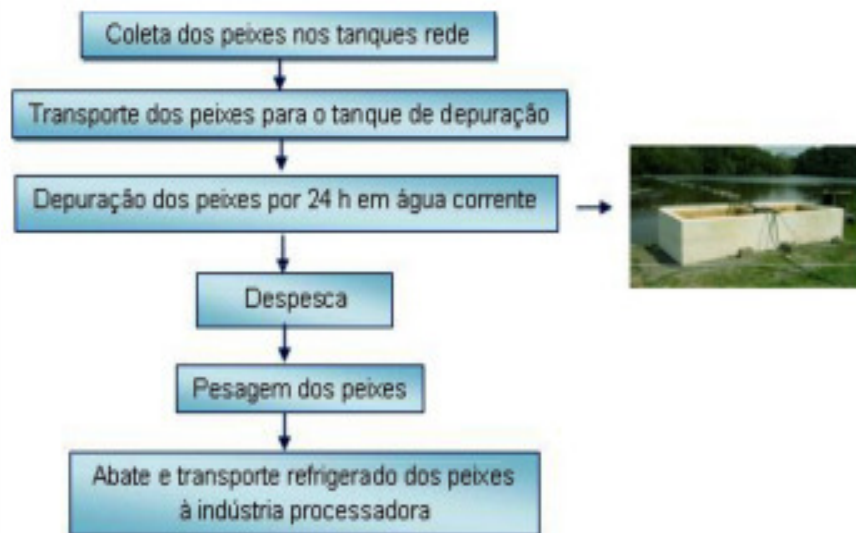 Coleta dos peixes nos tanques rede
Transporte dos peixes para o tanque de depuração
Depuração dos peixes por 24 h em água corrente
Despesca
Pesagem dos peixes
Abate e transporte refrigerado dos peixes
à indústria processadora